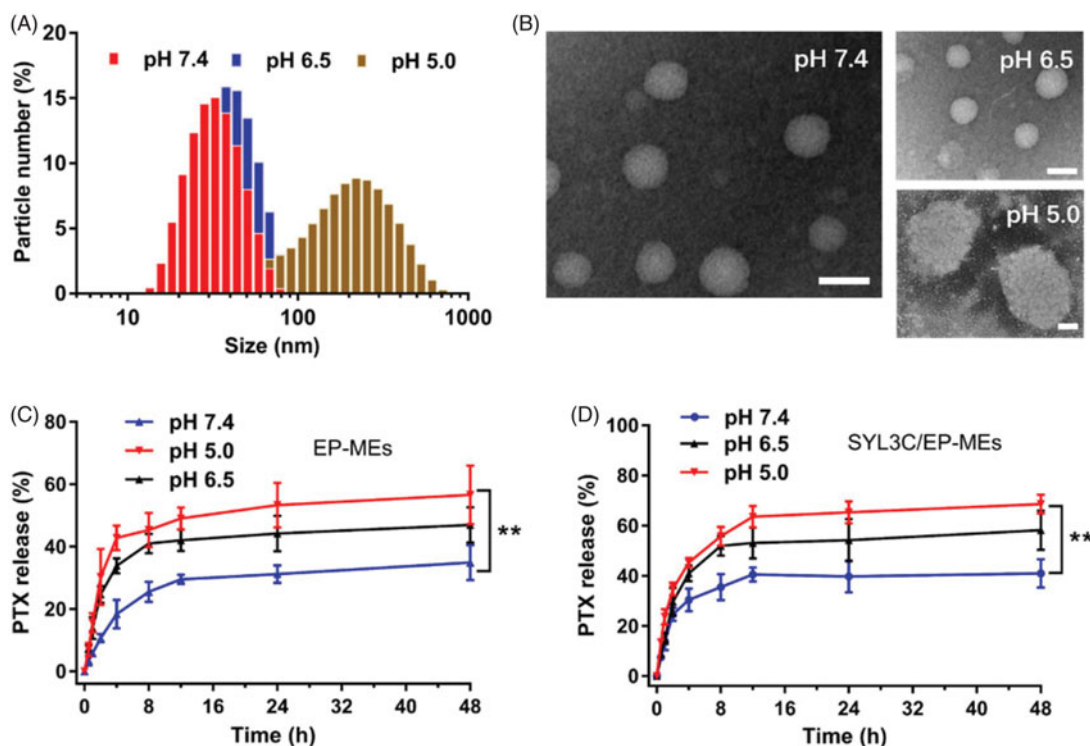 (A)
20
15
10
5
0
Particle number (%)
pH 7.4 pH 6.5 pH 5.0
10 100 1000
Size (nm)
(B)
pH 7.4
pH 6.5
pH 5.0
(C)
80
60
40
20
0
PTX release (%)
pH 7.4
pH 5.0
pH 6.5
EP-MEs
**
0 8 16 24 32 40 48
Time (h)
(D)
100
80
60
40
20
0
PTX release (%)
pH 7.4
pH 6.5
pH 5.0
SYL3C/EP-MEs
**
0 8 16 24 32 40 48
Time (h)